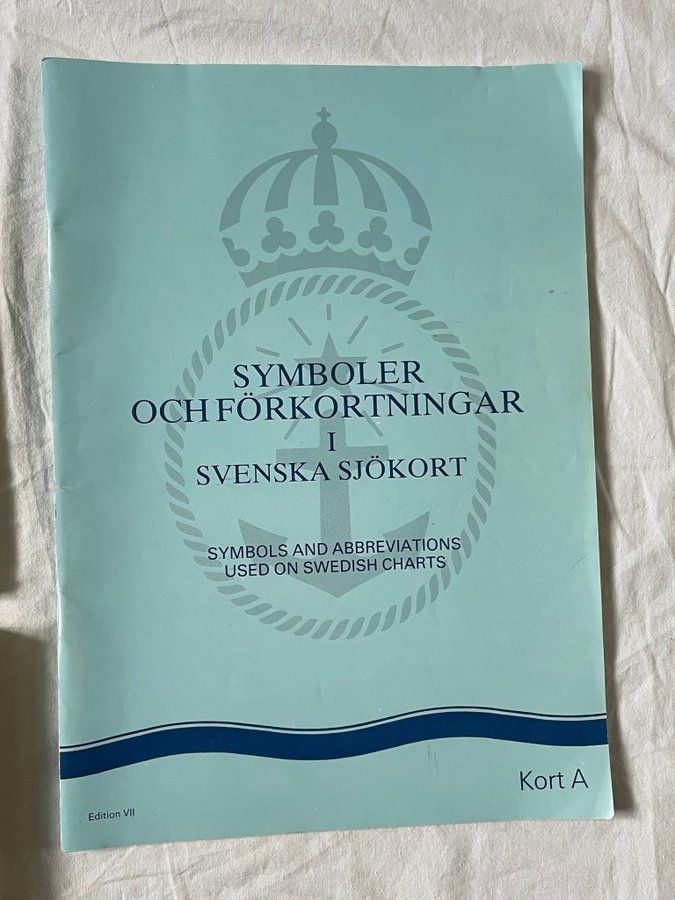 SYMBOLER
OCH FÖRKORTNINGAR
I
SVENSKA SJÖKORT
SYMBOLS AND ABBREVIATIONS
USED ON SWEDISH CHARTS
Kort A
Edition VII